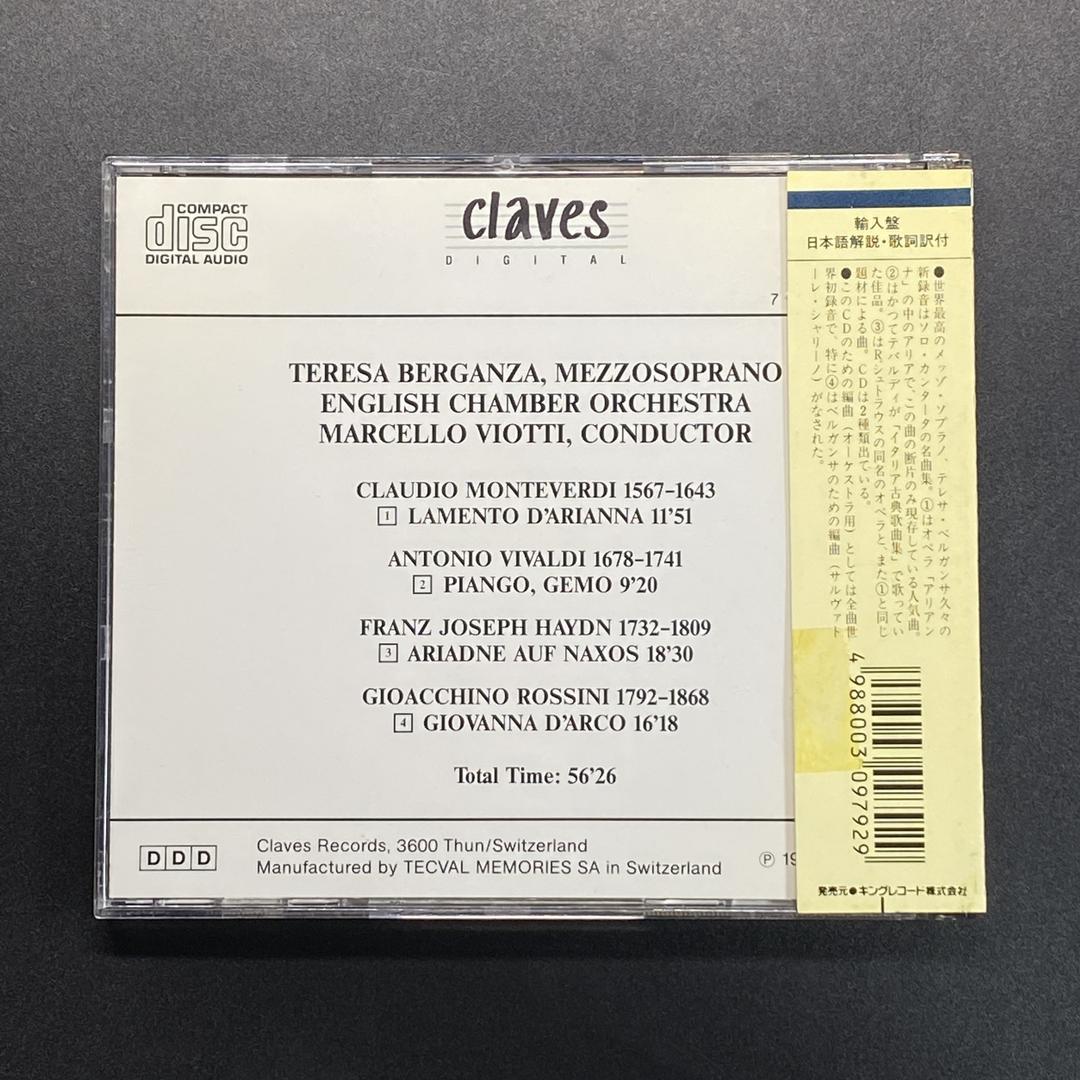 COMPACT
disc
DIGITAL AUDIO
claves
DIGITAL
7
TERESA BERGANZA, MEZZOSOPRANO
ENGLISH CHAMBER ORCHESTRA
MARCELLO VIOTTI, CONDUCTOR
CLAUDIO MONTEVERDI 1567-1643
1 LAMENTO D'ARIANNA 11'51
ANTONIO VIVALDI 1678-1741
2 PIANGO, GEMO 9'20
FRANZ JOSEPH HAYDN 1732-1809
3 ARIADNE AUF NAXOS 18'30
GIOACCHINO ROSSINI 1792-1868
4 GIOVANNA D'ARCO 16'18
Total Time: 56'26
DDD
Claves Records, 3600 Thun/Switzerland
Manufactured by TECVAL MEMORIES SA in Switzerland
℗ 19
輸入盤
日本語解説・歌詞訳付
●世界最高のメッゾ・ソプラノ、テレサ・ベルガンサ久々の
新録音はソロ・カンタータの名曲集。①はオペラ「アリアン
ナ」の中のアリアで、この曲の断片のみ現存している人気曲。
②はかつてテバルディが「イタリア古典歌曲集」で歌ってい
た佳品。③はR.シュトラウスの同名のオペラと、また①と同じ
題材による曲。CDは2種類出ている。
●このCDのための編曲(オーケストラ用)としては全曲世
界初録音で、特に④はベルガンサのための編曲(サルヴァト
ーレ・シャリーノ)がなされた。
4 988003 097929
発売元●キングレコード株式会社